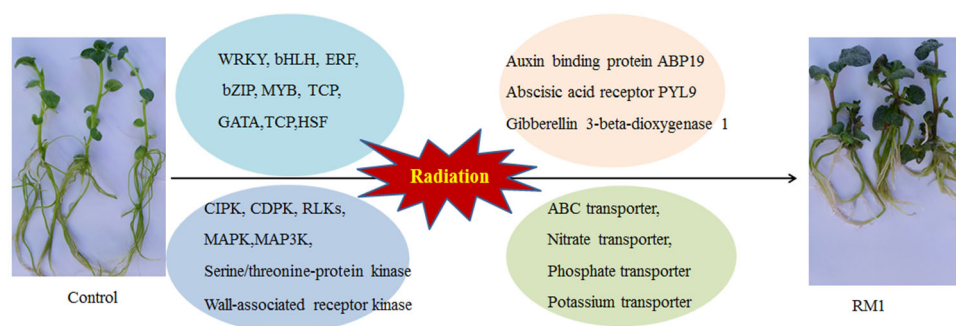 WRKY, bHLH, ERF,
bZIP, MYB, TCP,
GATA,TCP,HSF
Auxin binding protein ABP19
Abscisic acid receptor PYL9
Gibberellin 3-beta-dioxygenase 1
Radiation
CIPK, CDPK, RLKs,
MAPK,MAP3K,
Serine/threonine-protein kinase
Wall-associated receptor kinase
ABC transporter,
Nitrate transporter,
Phosphate transporter
Potassium transporter
Control
RM1